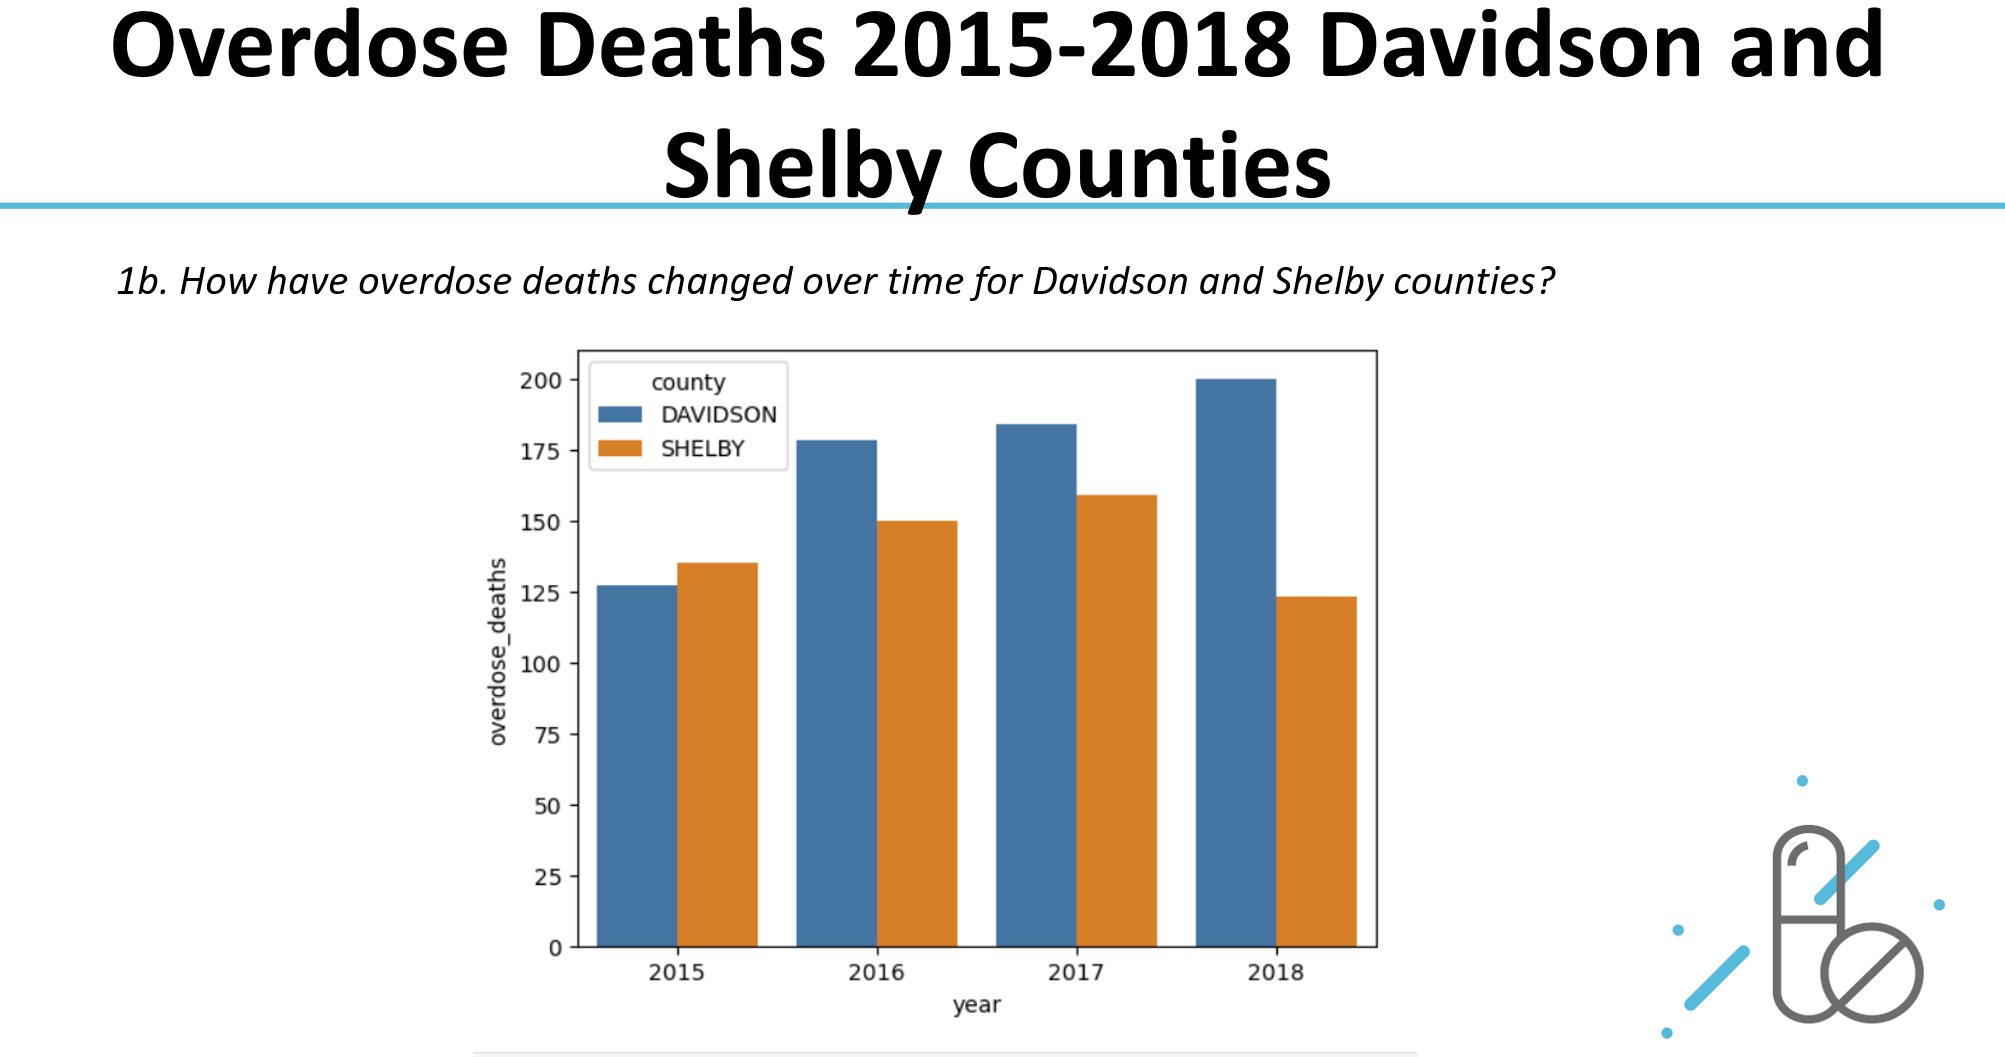 Overdose Deaths 2015-2018 Davidson and
Shelby Counties
1b. How have overdose deaths changed over time for Davidson and Shelby counties?
county
DAVIDSON
SHELBY
200
175
150
125
100
75
50
25
0
overdose_deaths
2015 2016 2017 2018
year